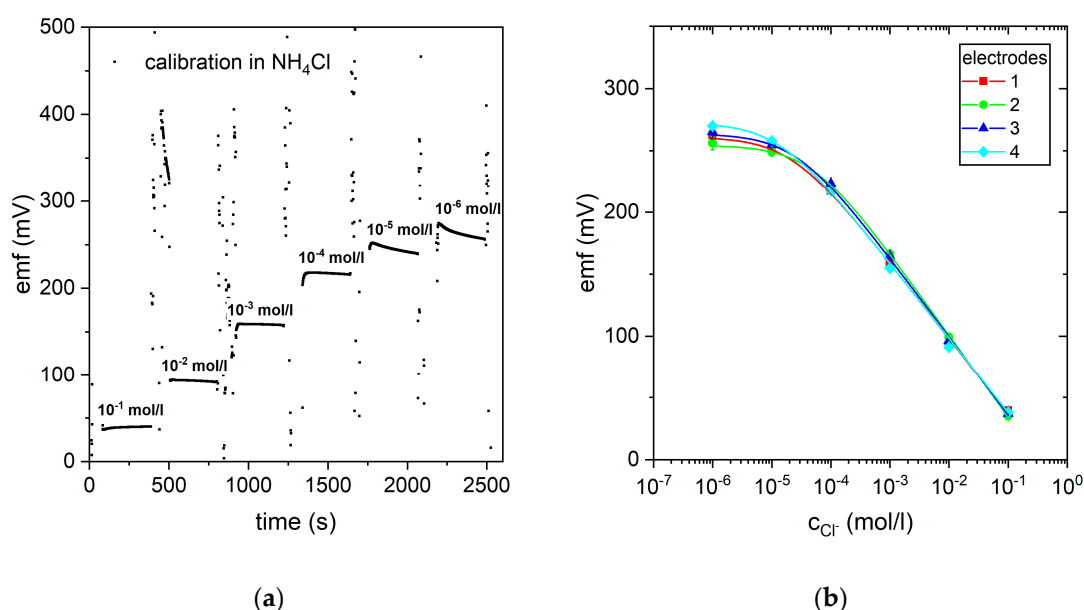 500
400
300
200
100
0
emf (mV)
calibration in NH₄Cl
10⁻¹ mol/l
10⁻² mol/l
10⁻³ mol/l
10⁻⁴ mol/l
10⁻⁵ mol/l
10⁻⁶ mol/l
0 500 1000 1500 2000 2500
time (s)
(a)
300
200
100
0
emf (mV)
electrodes
1
2
3
4
10⁻⁷ 10⁻⁶ 10⁻⁵ 10⁻⁴ 10⁻³ 10⁻² 10⁻¹ 10⁰
c_Cl⁻ (mol/l)
(b)